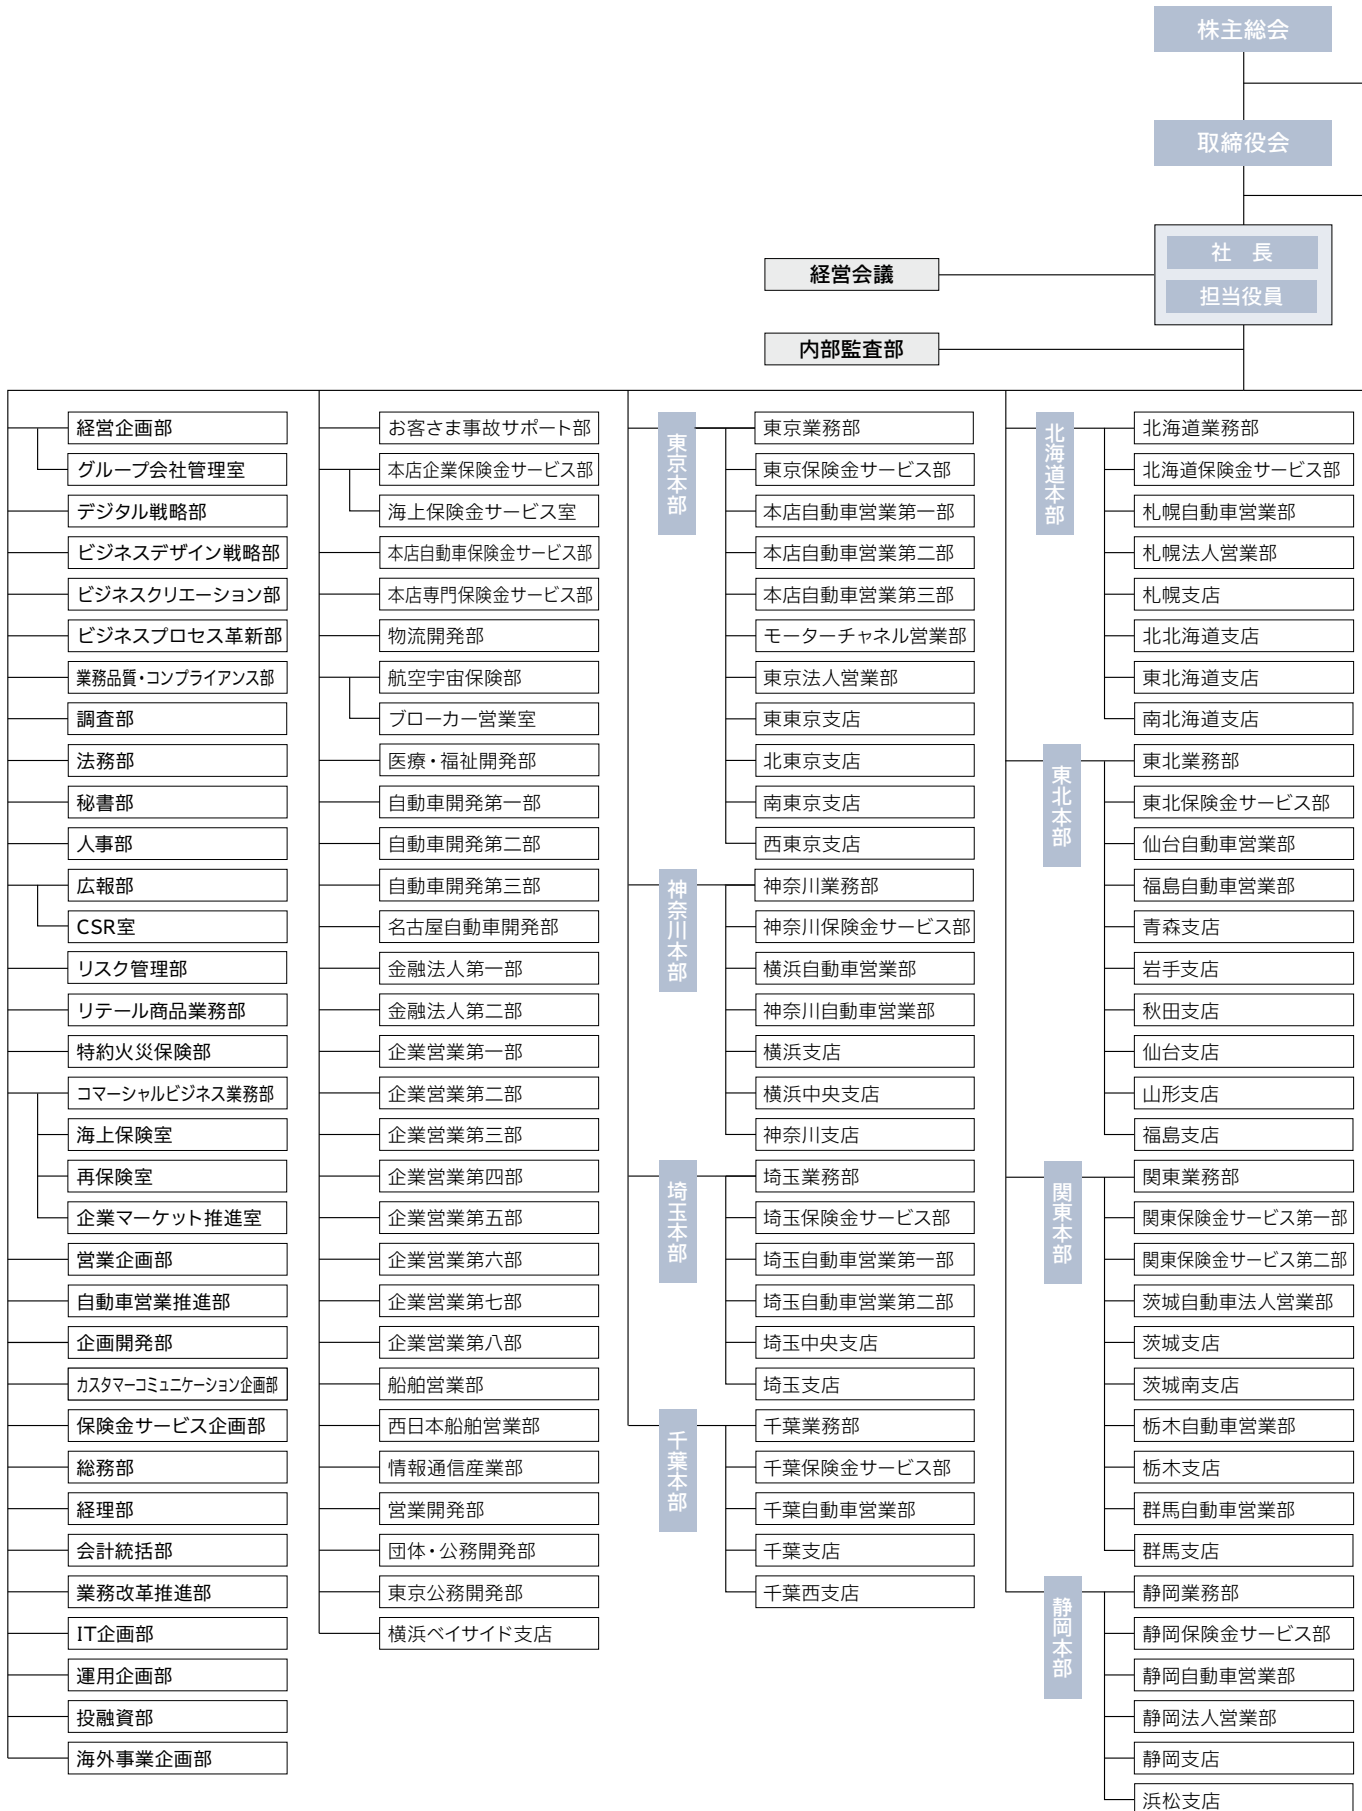 株主総会
取締役会
社　長
担当役員
経営会議
内部監査部
経営企画部
グループ会社管理室
デジタル戦略部
ビジネスデザイン戦略部
ビジネスクリエーション部
ビジネスプロセス革新部
業務品質・コンプライアンス部
調査部
法務部
秘書部
人事部
広報部
CSR室
リスク管理部
リテール商品業務部
特約火災保険部
コマーシャルビジネス業務部
海上保険室
再保険室
企業マーケット推進室
営業企画部
自動車営業推進部
企画開発部
カスタマーコミュニケーション企画部
保険金サービス企画部
総務部
経理部
会計統括部
業務改革推進部
IT企画部
運用企画部
投融資部
海外事業企画部
お客さま事故サポート部
本店企業保険金サービス部
海上保険金サービス室
本店自動車保険金サービス部
本店専門保険金サービス部
物流開発部
航空宇宙保険部
ブローカー営業室
医療・福祉開発部
自動車開発第一部
自動車開発第二部
自動車開発第三部
名古屋自動車開発部
金融法人第一部
金融法人第二部
企業営業第一部
企業営業第二部
企業営業第三部
企業営業第四部
企業営業第五部
企業営業第六部
企業営業第七部
企業営業第八部
船舶営業部
西日本船舶営業部
情報通信産業部
営業開発部
団体・公務開発部
東京公務開発部
横浜ベイサイド支店
東京本部
東京業務部
東京保険金サービス部
本店自動車営業第一部
本店自動車営業第二部
本店自動車営業第三部
モーターチャネル営業部
東京法人営業部
東東京支店
北東京支店
南東京支店
西東京支店
神奈川本部
神奈川業務部
神奈川保険金サービス部
横浜自動車営業部
神奈川自動車営業部
横浜支店
横浜中央支店
神奈川支店
埼玉本部
埼玉業務部
埼玉保険金サービス部
埼玉自動車営業第一部
埼玉自動車営業第二部
埼玉中央支店
埼玉支店
千葉本部
千葉業務部
千葉保険金サービス部
千葉自動車営業部
千葉支店
千葉西支店
北海道本部
北海道業務部
北海道保険金サービス部
札幌自動車営業部
札幌法人営業部
札幌支店
北北海道支店
東北海道支店
南北海道支店
東北本部
東北業務部
東北保険金サービス部
仙台自動車営業部
福島自動車営業部
青森支店
岩手支店
秋田支店
仙台支店
山形支店
福島支店
関東本部
関東業務部
関東保険金サービス第一部
関東保険金サービス第二部
茨城自動車法人営業部
茨城支店
茨城南支店
栃木自動車営業部
栃木支店
群馬自動車営業部
群馬支店
静岡本部
静岡業務部
静岡保険金サービス部
静岡自動車営業部
静岡法人営業部
静岡支店
浜松支店